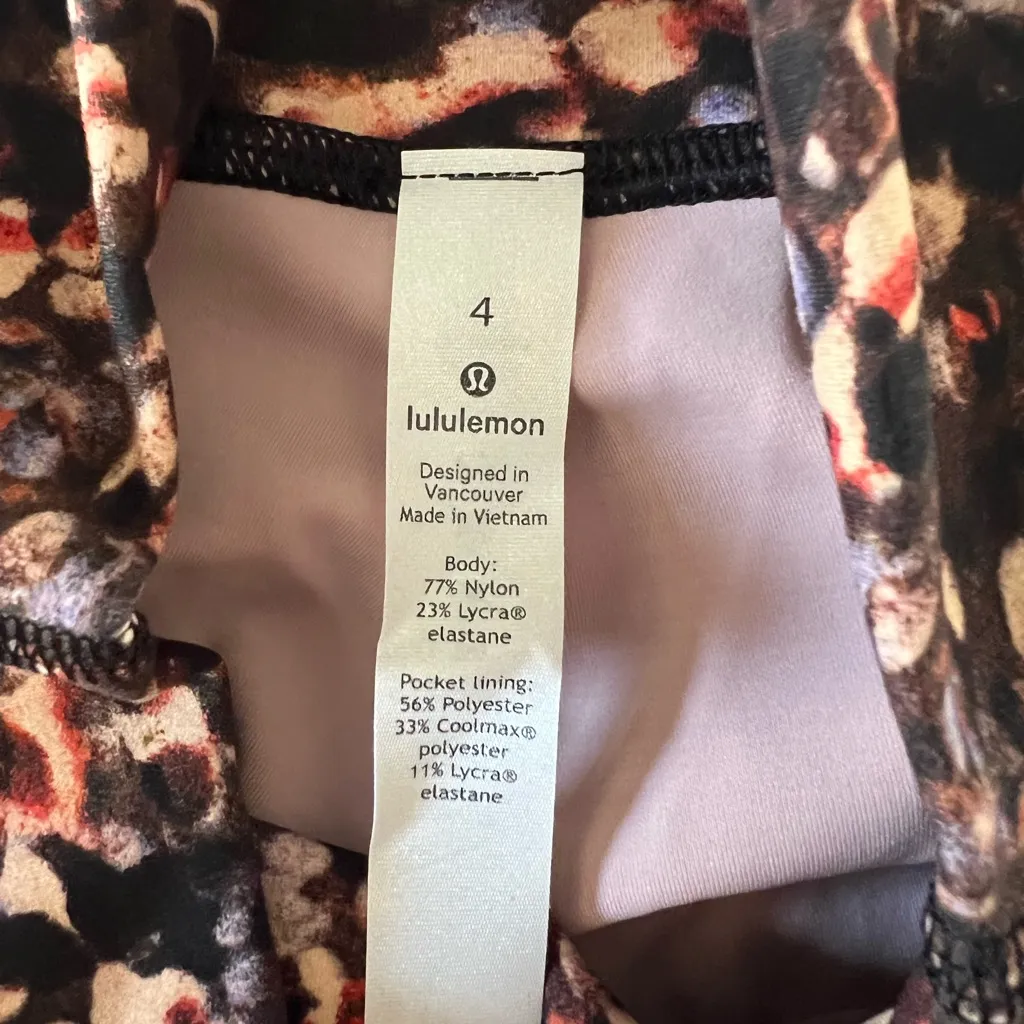 4
lululemon
Designed in
Vancouver
Made in Vietnam
Body:
77% Nylon
23% Lycra®
elastane
Pocket lining:
56% Polyester
33% Coolmax®
polyester
11% Lycra®
elastane